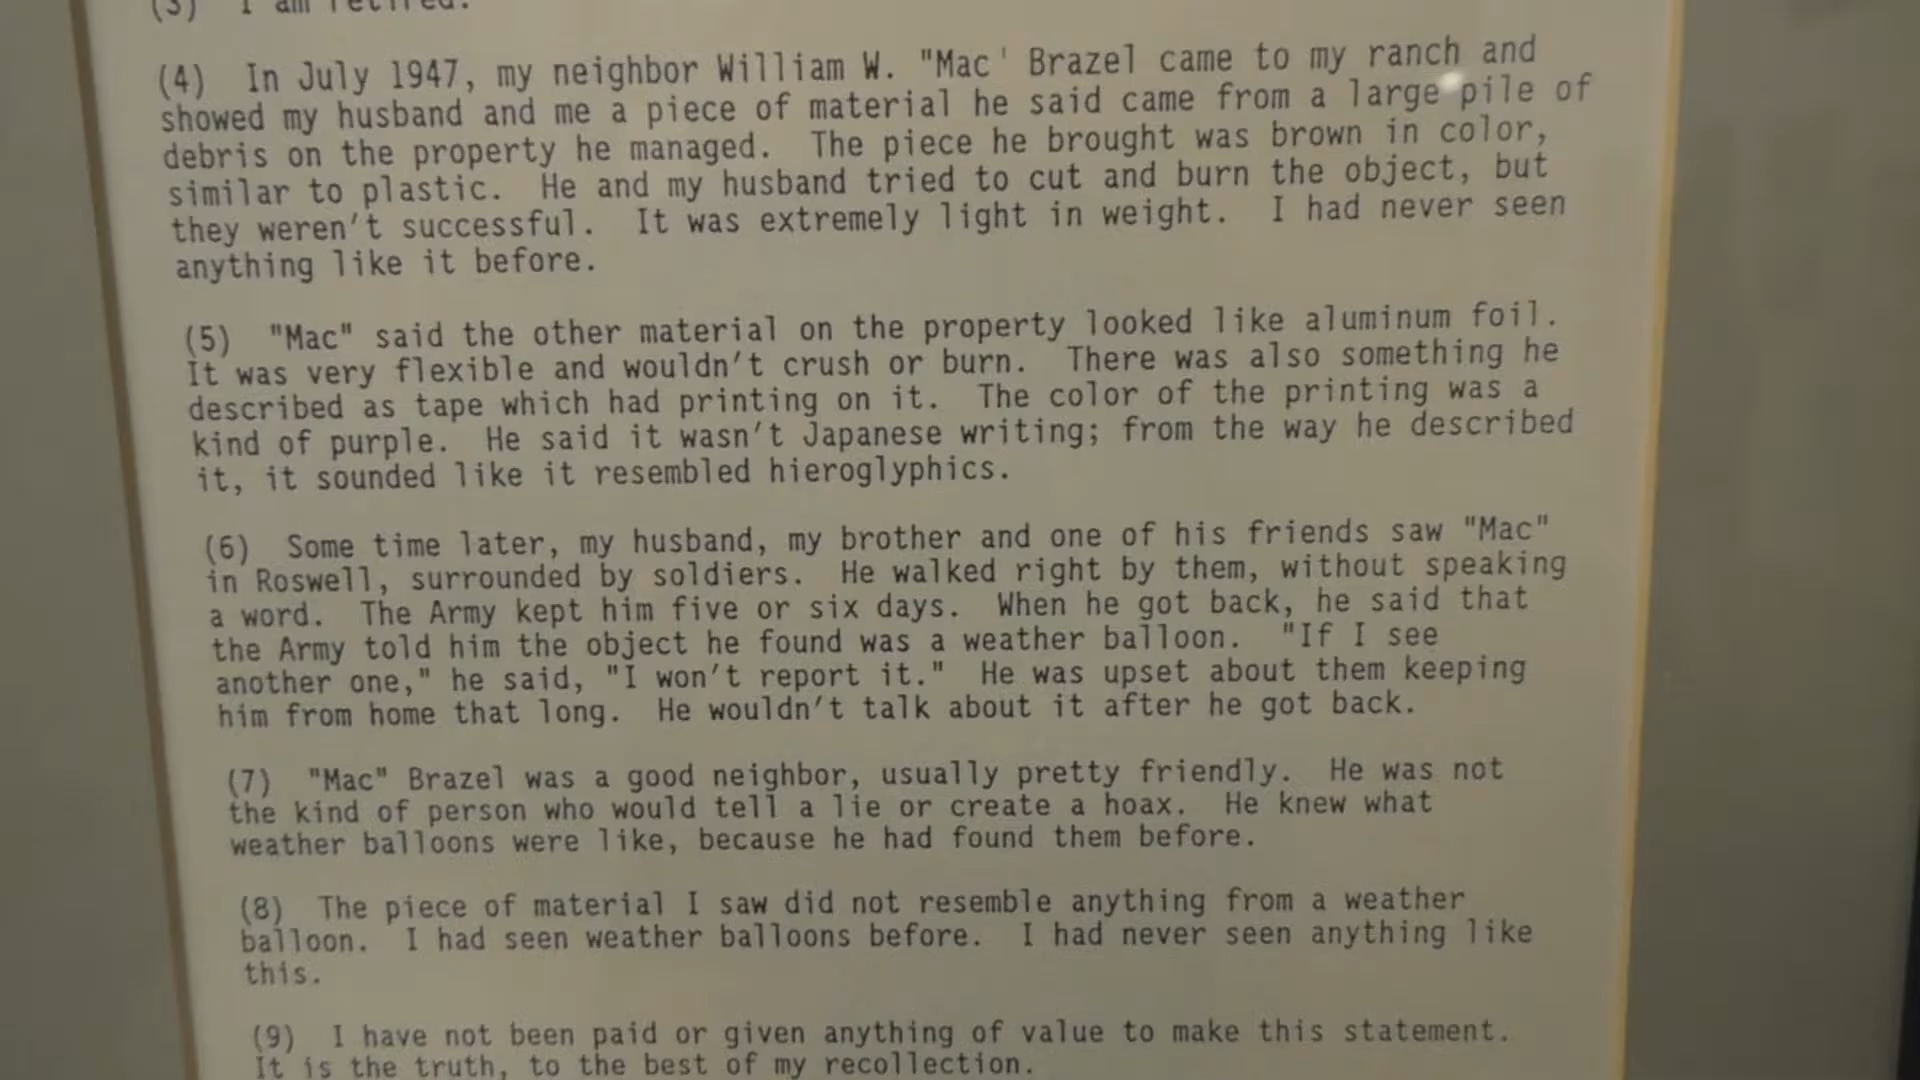 (3)  I am retired.
(4)  In July 1947, my neighbor William W. "Mac' Brazel came to my ranch and
showed my husband and me a piece of material he said came from a large pile of
debris on the property he managed.  The piece he brought was brown in color,
similar to plastic.  He and my husband tried to cut and burn the object, but
they weren't successful.  It was extremely light in weight.  I had never seen
anything like it before.
(5)  "Mac" said the other material on the property looked like aluminum foil.
It was very flexible and wouldn't crush or burn.  There was also something he
described as tape which had printing on it.  The color of the printing was a
kind of purple.  He said it wasn't Japanese writing; from the way he described
it, it sounded like it resembled hieroglyphics.
(6)  Some time later, my husband, my brother and one of his friends saw "Mac"
in Roswell, surrounded by soldiers.  He walked right by them, without speaking
a word.  The Army kept him five or six days.  When he got back, he said that
the Army told him the object he found was a weather balloon.  "If I see
another one," he said, "I won't report it."  He was upset about them keeping
him from home that long.  He wouldn't talk about it after he got back.
(7)  "Mac" Brazel was a good neighbor, usually pretty friendly.  He was not
the kind of person who would tell a lie or create a hoax.  He knew what
weather balloons were like, because he had found them before.
(8)  The piece of material I saw did not resemble anything from a weather
balloon.  I had seen weather balloons before.  I had never seen anything like
this.
(9)  I have not been paid or given anything of value to make this statement.
It is the truth, to the best of my recollection.